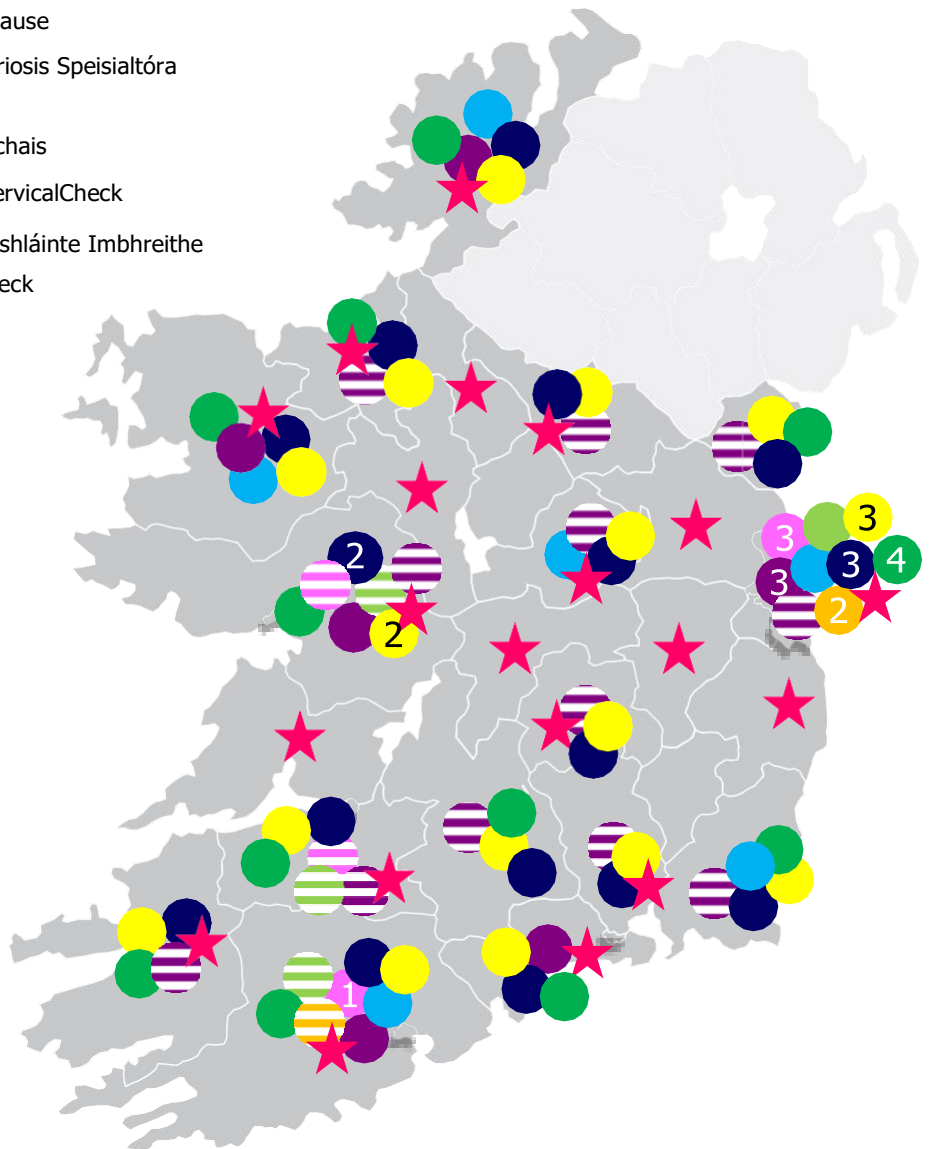 ause
riosis Speisialtóra
chais
ervicalCheck
shláinte Imbhreithe
eck
3
3
3
4
3
2
2
2
1